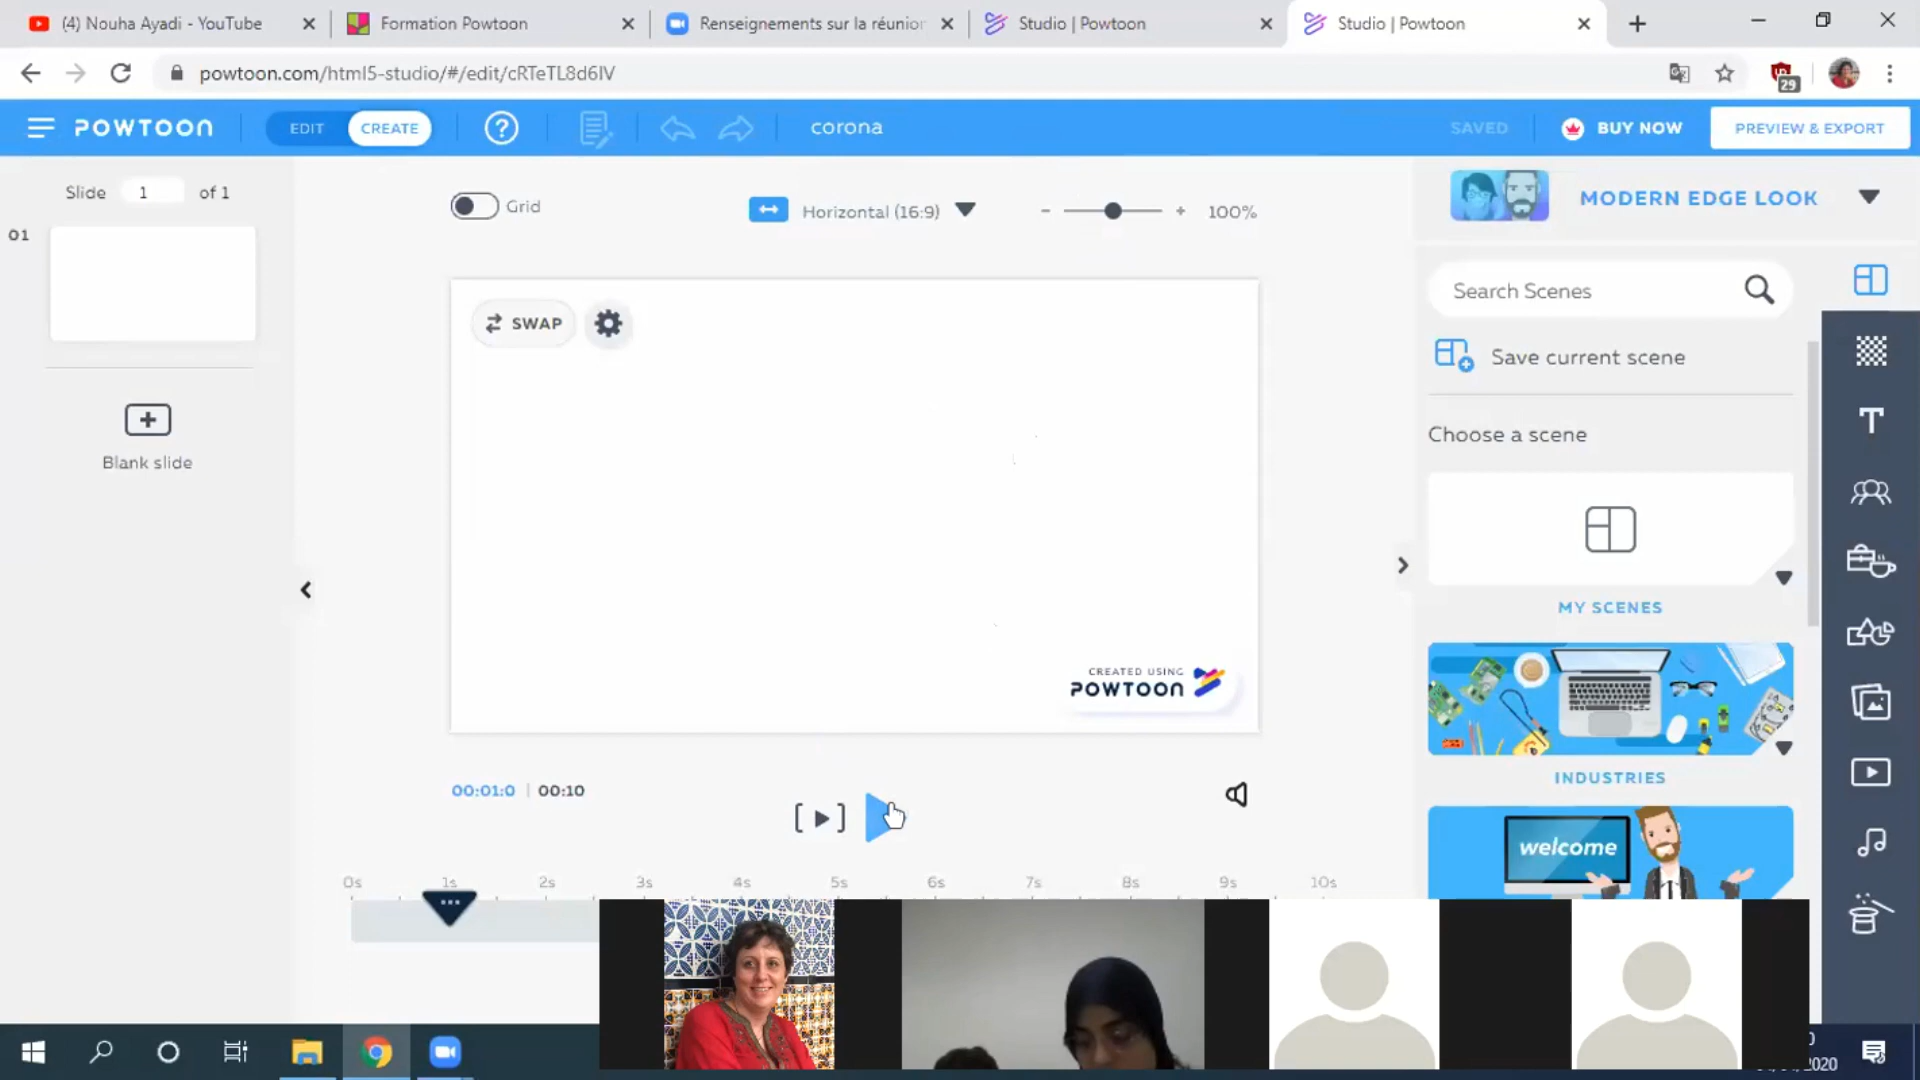 (4) Nouha Ayadi - YouTube
Formation Powtoon
Renseignements sur la réunion
Studio | Powtoon
Studio | Powtoon
powtoon.com/html5-studio/#/edit/cRTeTL8d6IV
29
POWTOON
EDIT
CREATE
?
corona
SAVED
BUY NOW
PREVIEW & EXPORT
Slide 1 of 1
Grid
Horizontal (16:9)
- + 100%
MODERN EDGE LOOK
01
Search Scenes
SWAP
Save current scene
T
Choose a scene
Blank slide
MY SCENES
CREATED USING
POWTOON
INDUSTRIES
00:01:0 | 00:10
welcome
0s 1s 2s 3s 4s 5s 6s 7s 8s 9s 10s